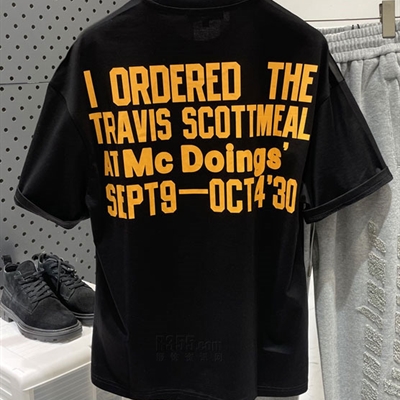 I ORDERED THE
TRAVIS SCOTTMEAL
AT Mc Doings'
SEPT9—OCT4'30